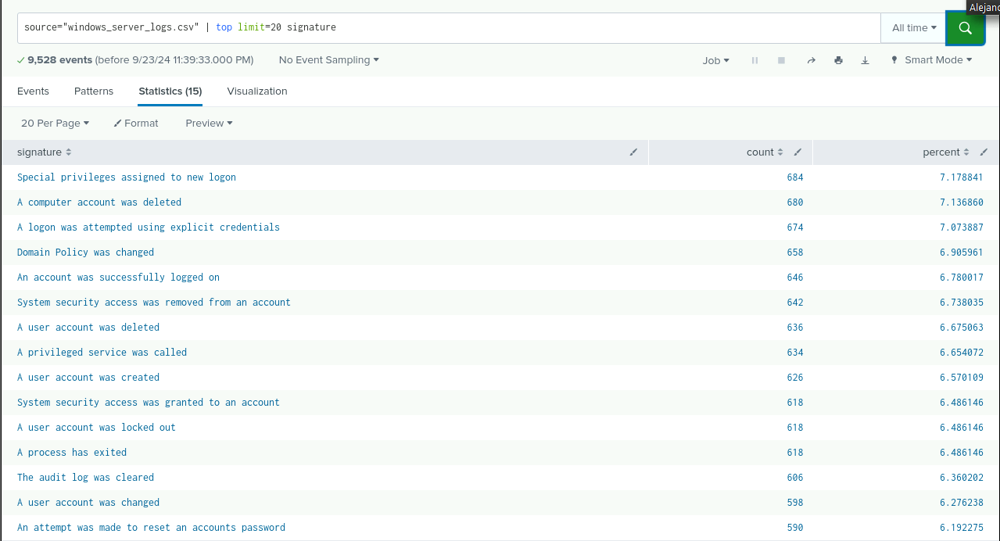 Alejand
source="windows_server_logs.csv" | top limit=20 signature
All time
9,528 events (before 9/23/24 11:39:33.000 PM) No Event Sampling Job Smart Mode
Events Patterns Statistics (15) Visualization
20 Per Page Format Preview
signature count percent
Special privileges assigned to new logon 684 7.178841
A computer account was deleted 680 7.136860
A logon was attempted using explicit credentials 674 7.073887
Domain Policy was changed 658 6.905961
An account was successfully logged on 646 6.780017
System security access was removed from an account 642 6.738035
A user account was deleted 636 6.675063
A privileged service was called 634 6.654072
A user account was created 626 6.570109
System security access was granted to an account 618 6.486146
A user account was locked out 618 6.486146
A process has exited 618 6.486146
The audit log was cleared 606 6.360202
A user account was changed 598 6.276238
An attempt was made to reset an accounts password 590 6.192275